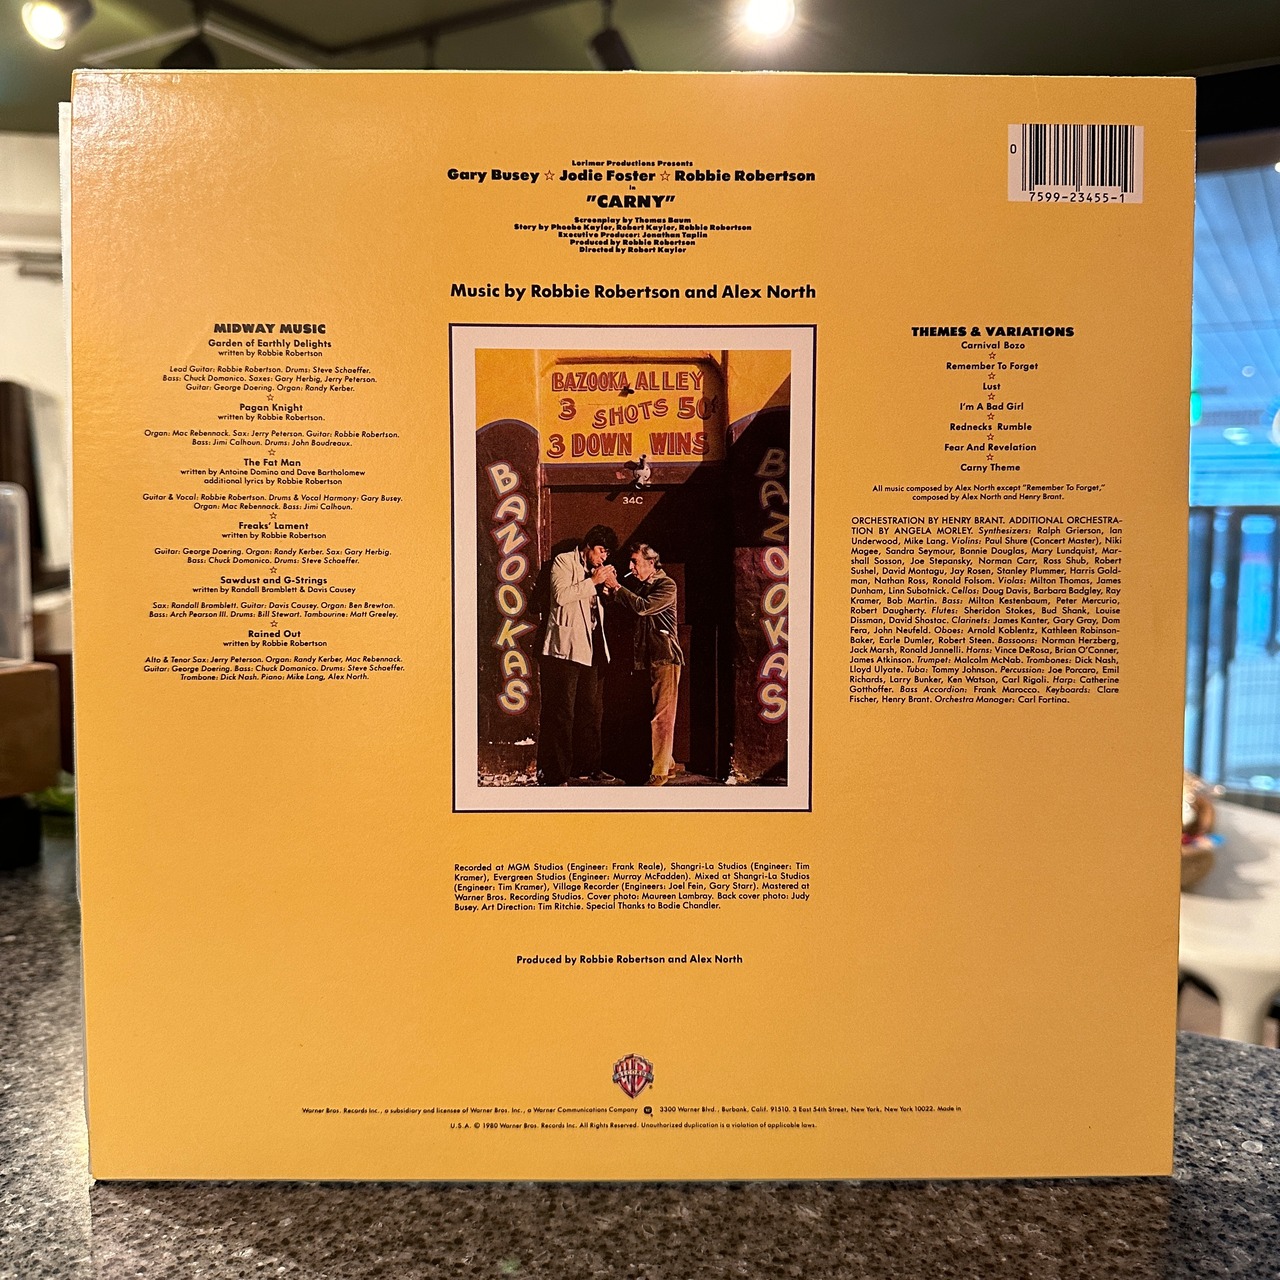 Lorimar Productions Presents
Gary Busey ☆ Jodie Foster ☆ Robbie Robertson
in
"CARNY"
Screenplay by Thomas Baum
Story by Phoebe Kaylor, Robert Kaylor, Robbie Robertson
Executive Producer: Jonathan Taplin
Produced by Robbie Robertson
Directed by Robert Kaylor
0
7599-23455-1
Music by Robbie Robertson and Alex North
MIDWAY MUSIC
Garden of Earthly Delights
written by Robbie Robertson
Lead Guitar: Robbie Robertson. Drums: Steve Schaeffer.
Bass: Chuck Domanico. Saxes: Gary Herbig, Jerry Peterson.
Guitar: George Doering. Organ: Randy Kerber.
☆
Pagan Knight
written by Robbie Robertson.
Organ: Mac Rebennack. Sax: Jerry Peterson. Guitar: Robbie Robertson.
Bass: Jimi Calhoun. Drums: John Boudreaux.
☆
The Fat Man
written by Antoine Domino and Dave Bartholomew
additional lyrics by Robbie Robertson
Guitar & Vocal: Robbie Robertson. Drums & Vocal Harmony: Gary Busey.
Organ: Mac Rebennack. Bass: Jimi Calhoun.
☆
Freaks' Lament
written by Robbie Robertson
Guitar: George Doering. Organ: Randy Kerber. Sax: Gary Herbig.
Bass: Chuck Domanico. Drums: Steve Schaeffer.
☆
Sawdust and G-Strings
written by Randall Bramblett & Davis Causey
Sax: Randall Bramblett. Guitar: Davis Causey. Organ: Ben Brewton.
Bass: Arch Pearson III. Drums: Bill Stewart. Tambourine: Matt Greeley.
☆
Rained Out
written by Robbie Robertson
Alto & Tenor Sax: Jerry Peterson. Organ: Randy Kerber, Mac Rebennack.
Guitar: George Doering. Bass: Chuck Domanico. Drums: Steve Schaeffer.
Trombone: Dick Nash. Piano: Mike Lang, Alex North.
BAZOOKA ALLEY
3 SHOTS 50¢
3 DOWN WINS
34C
BAZOOKAS
BAZOOKAS
THEMES & VARIATIONS
Carnival Bozo
☆
Remember To Forget
☆
Lust
☆
I'm A Bad Girl
☆
Rednecks Rumble
☆
Fear And Revelation
☆
Carny Theme
All music composed by Alex North except "Remember To Forget,"
composed by Alex North and Henry Brant.
ORCHESTRATION BY HENRY BRANT. ADDITIONAL ORCHESTRA-
TION BY ANGELA MORLEY. Synthesizers: Ralph Grierson, Ian
Underwood, Mike Lang. Violins: Paul Shure (Concert Master), Niki
Magee, Sandra Seymour, Bonnie Douglas, Mary Lundquist, Mar-
shall Sosson, Joe Stepansky, Norman Carr, Ross Shub, Robert
Sushel, David Montagu, Jay Rosen, Stanley Plummer, Harris Gold-
man, Nathan Ross, Ronald Folsom. Violas: Milton Thomas, James
Dunham, Linn Subotnick. Cellos: Doug Davis, Barbara Badgley, Ray
Kramer, Bob Martin. Bass: Milton Kestenbaum, Peter Mercurio,
Robert Daugherty. Flutes: Sheridon Stokes, Bud Shank, Louise
Dissman, David Shostac. Clarinets: James Kanter, Gary Gray, Dom
Fera, John Neufeld. Oboes: Arnold Koblentz, Kathleen Robinson-
Baker, Earle Dumler, Robert Steen. Bassoons: Norman Herzberg,
Jack Marsh, Ronald Jannelli. Horns: Vince DeRosa, Brian O'Conner,
James Atkinson. Trumpet: Malcolm McNab. Trombones: Dick Nash,
Lloyd Ulyate. Tuba: Tommy Johnson. Percussion: Joe Porcaro, Emil
Richards, Larry Bunker, Ken Watson, Carl Rigoli. Harp: Catherine
Gotthoffer. Bass Accordion: Frank Marocco. Keyboards: Clare
Fischer, Henry Brant. Orchestra Manager: Carl Fortina.
Recorded at MGM Studios (Engineer: Frank Reale), Shangri-La Studios (Engineer: Tim
Kramer), Evergreen Studios (Engineer: Murray McFadden). Mixed at Shangri-La Studios
(Engineer: Tim Kramer), Village Recorder (Engineers: Joel Fein, Gary Starr). Mastered at
Warner Bros. Recording Studios. Cover photo: Maureen Lambray. Back cover photo: Judy
Busey. Art Direction: Tim Ritchie. Special Thanks to Bodie Chandler.
Produced by Robbie Robertson and Alex North
WB
RECORDS
®
Warner Bros. Records Inc., a subsidiary and licensee of Warner Bros. Inc., a Warner Communications Company 3300 Warner Blvd., Burbank, Calif. 91510. 3 East 54th Street, New York, New York 10022. Made in
U.S.A. © 1980 Warner Bros. Records Inc. All Rights Reserved. Unauthorized duplication is a violation of applicable laws.